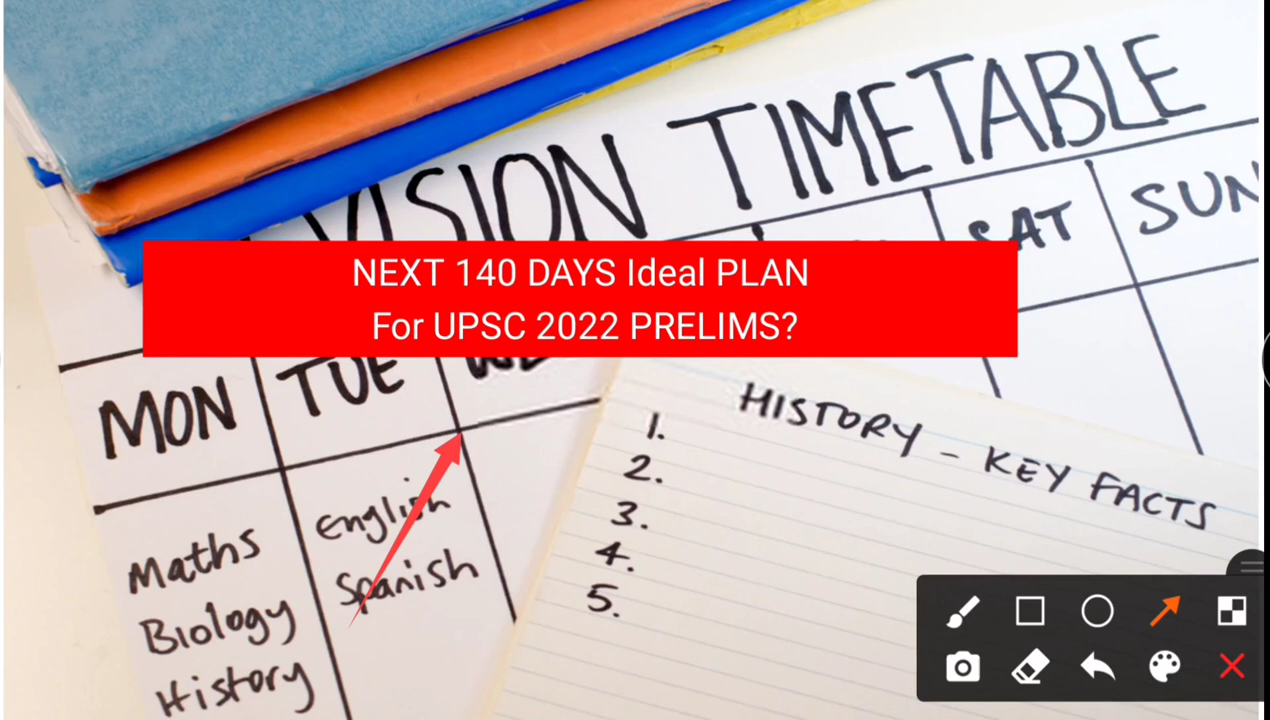 VISION TIMETABLE
SAT SUN
NEXT 140 DAYS Ideal PLAN
For UPSC 2022 PRELIMS?
MON TUE
HISTORY - KEY FACTS
1.
2.
3.
4.
5.
English
Spanish
Maths
Biology
History